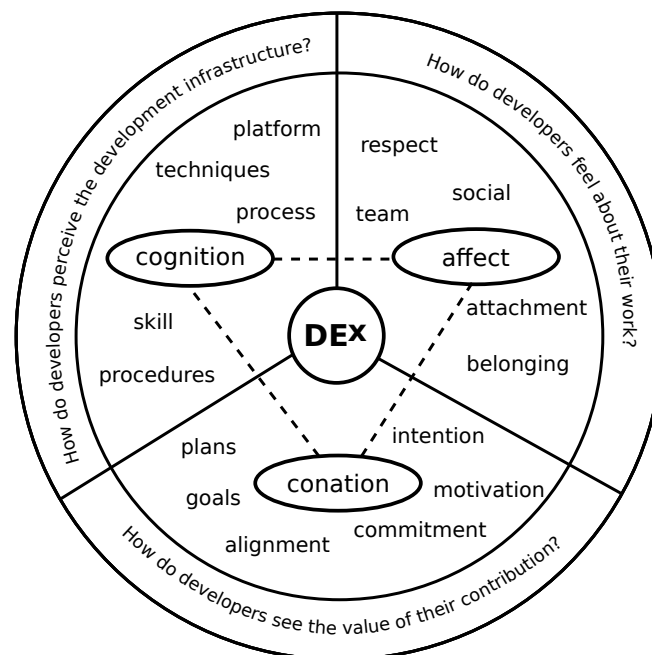 How do developers perceive the development infrastructure?
How do developers feel about their work?
platform
respect
techniques
social
process
team
cognition
affect
attachment
skill
DEx
belonging
procedures
intention
plans
conation
motivation
goals
commitment
alignment
How do developers see the value of their contribution?